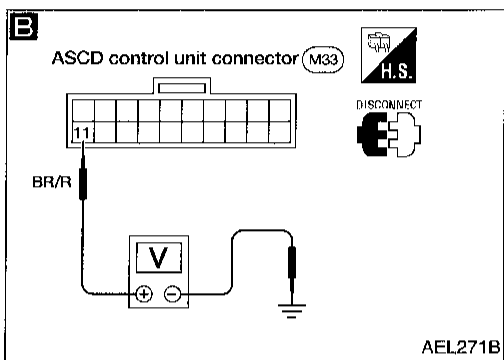 B
ASCD control unit connector M33
H.S.
DISCONNECT
11
BR/R
V
+ −
AEL271B